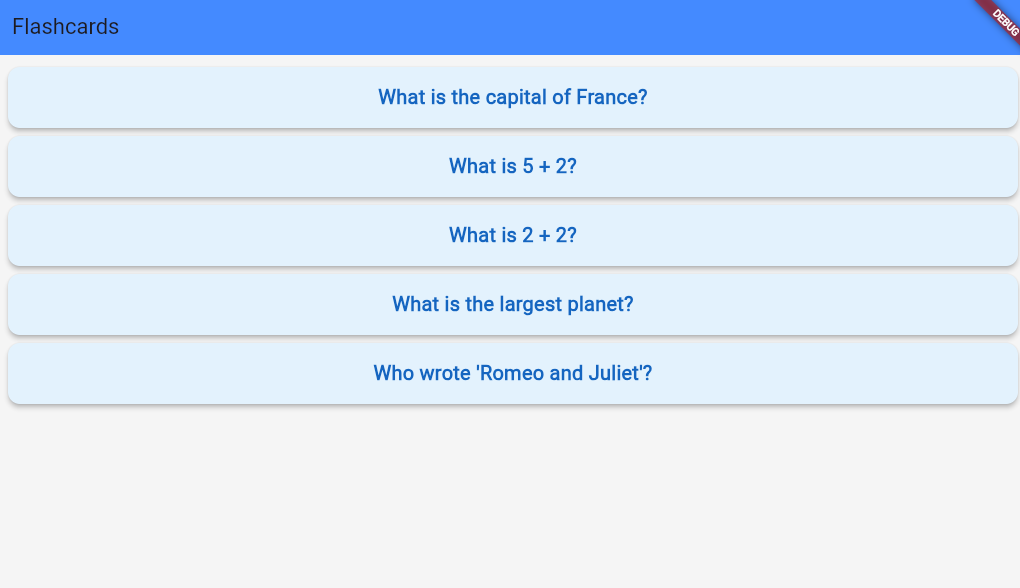 Flashcards
DEBUG
What is the capital of France?
What is 5 + 2?
What is 2 + 2?
What is the largest planet?
Who wrote 'Romeo and Juliet'?